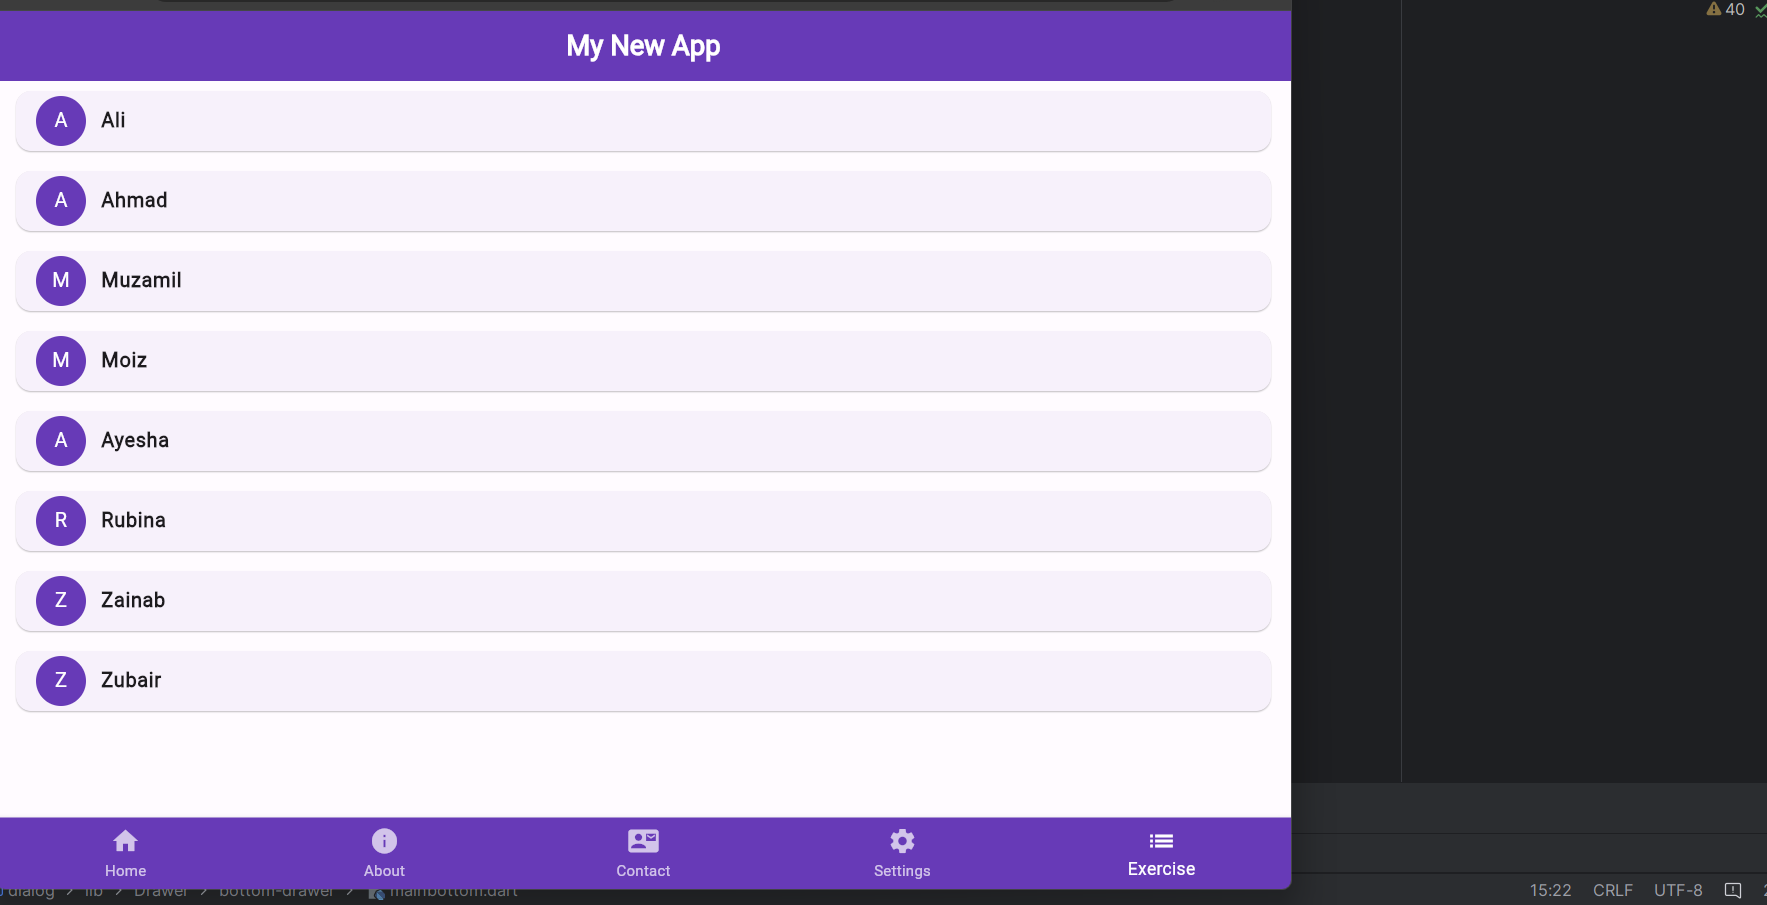 My New App
40
A Ali
A Ahmad
M Muzamil
M Moiz
A Ayesha
R Rubina
Z Zainab
Z Zubair
Home About Contact Settings Exercise
dialog > lib > Drawer > bottom-drawer > mainbottom.dart
15:22 CRLF UTF-8